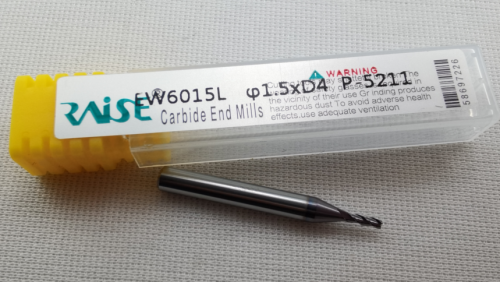 RAISE®
EW6015L φ1.5xD4 P-5211
Carbide End Mills
WARNING
the vicinity of their use Grinding produces
hazardous dust.To avoid adverse health
effects,use adequate ventilation
58697226